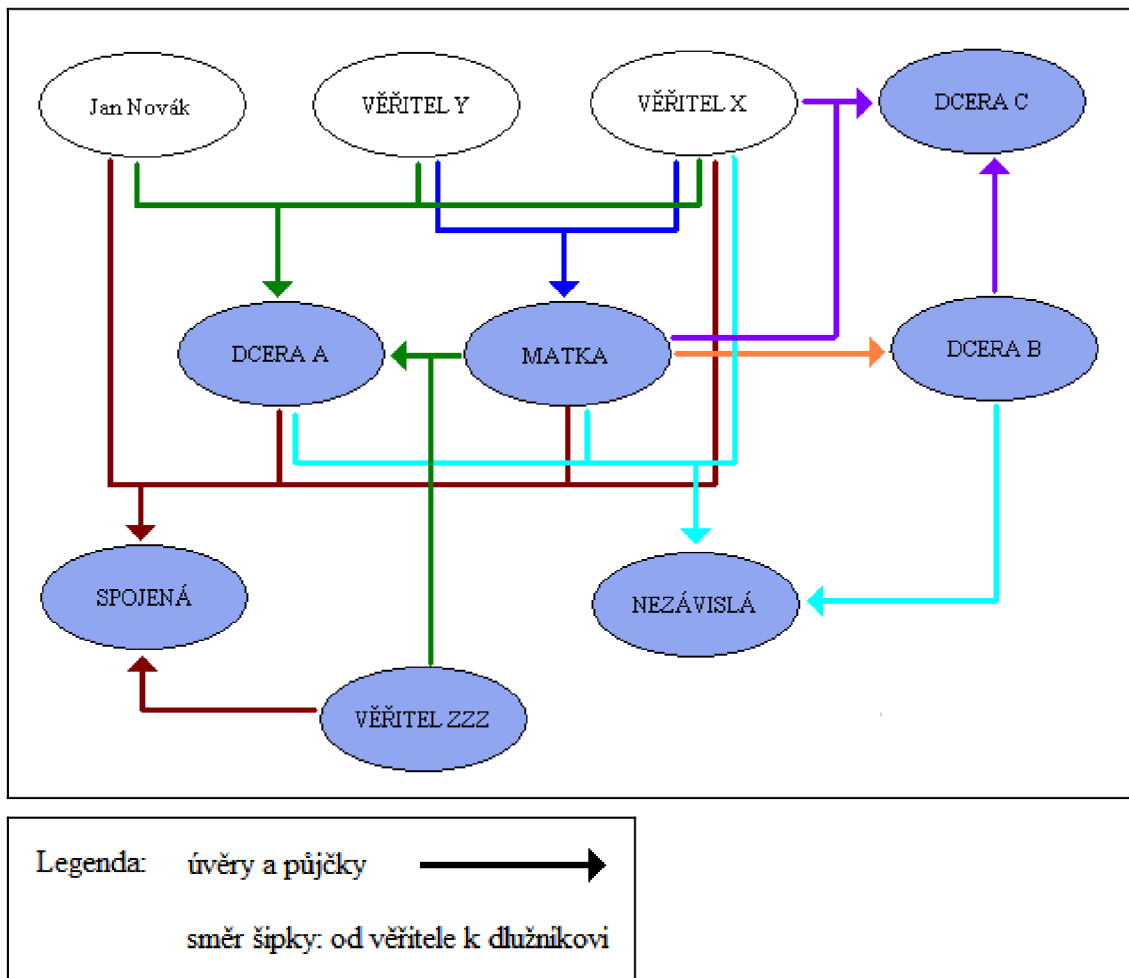 Jan Novák
VĚŘITEL Y
VĚŘITEL X
DCERA C
DCERA A
MATKA
DCERA B
SPOJENÁ
NEZÁVISLÁ
VĚŘITEL ZZZ
Legenda: úvěry a půjčky
směr šipky: od věřitele k dlužníkovi